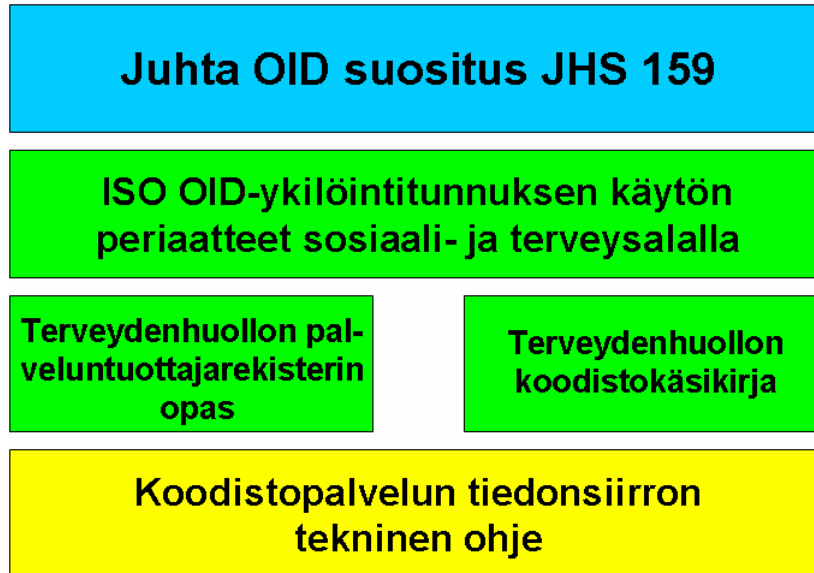 Juhta OID suositus JHS 159
ISO OID-ykilöintitunnuksen käytön
periaatteet sosiaali- ja terveysalalla
Terveydenhuollon pal-
veluntuottajarekisterin
opas
Terveydenhuollon
koodistokäsikirja
Koodistopalvelun tiedonsiirron
tekninen ohje